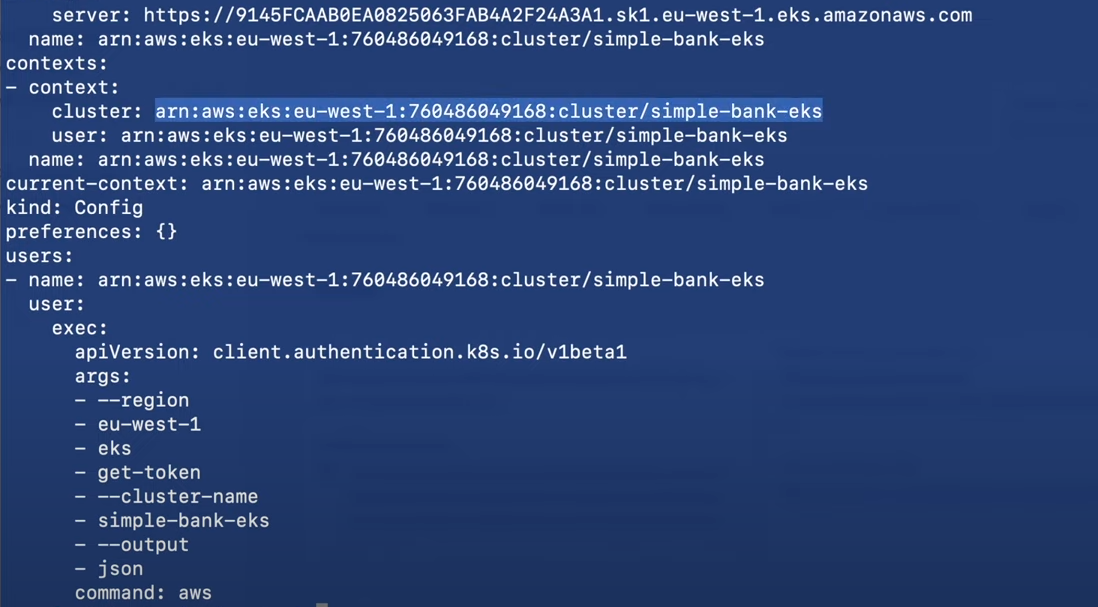 server: https://9145FCAAB0EA0825063FAB4A2F24A3A1.sk1.eu-west-1.eks.amazonaws.com
name: arn:aws:eks:eu-west-1:760486049168:cluster/simple-bank-eks
contexts:
- context:
cluster: arn:aws:eks:eu-west-1:760486049168:cluster/simple-bank-eks
user: arn:aws:eks:eu-west-1:760486049168:cluster/simple-bank-eks
name: arn:aws:eks:eu-west-1:760486049168:cluster/simple-bank-eks
current-context: arn:aws:eks:eu-west-1:760486049168:cluster/simple-bank-eks
kind: Config
preferences: {}
users:
- name: arn:aws:eks:eu-west-1:760486049168:cluster/simple-bank-eks
user:
exec:
apiVersion: client.authentication.k8s.io/v1beta1
args:
- --region
- eu-west-1
- eks
- get-token
- --cluster-name
- simple-bank-eks
- --output
- json
command: aws